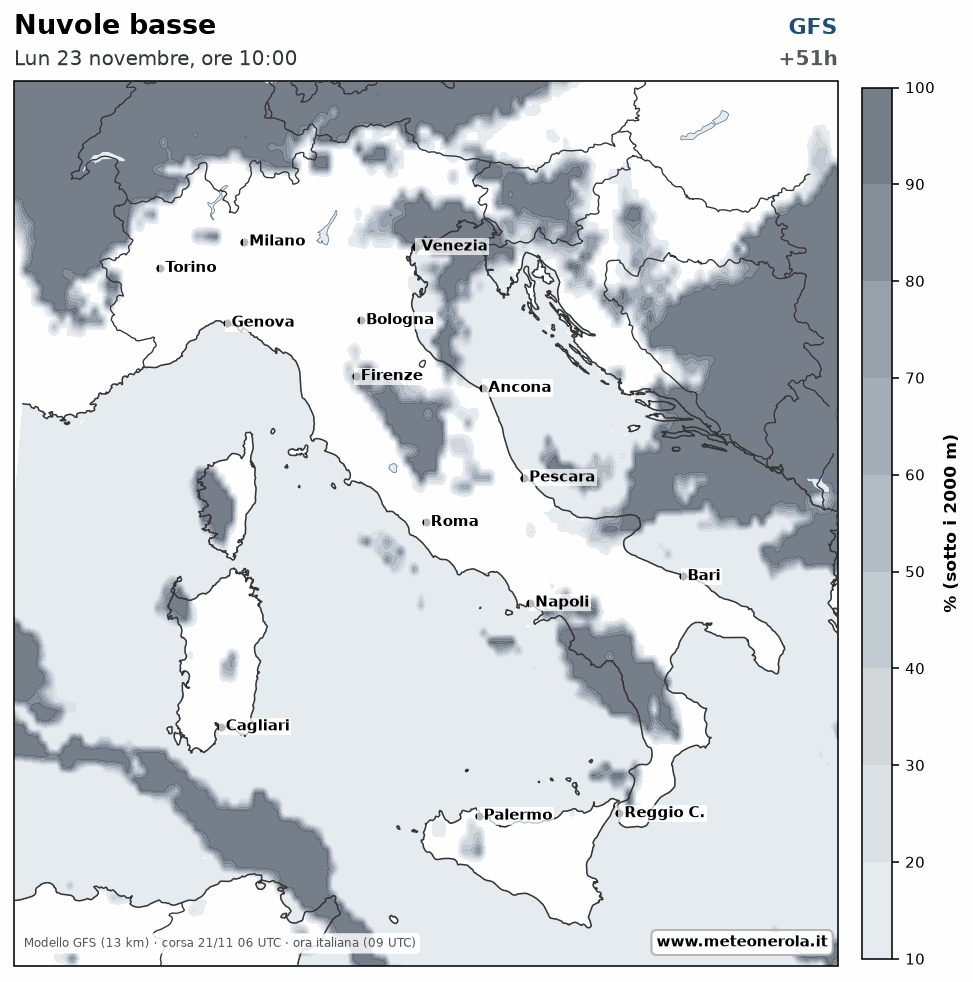 Nuvole basse
GFS
Lun 23 novembre, ore 10:00
+51h
Milano
Venezia
Torino
Genova
Bologna
Firenze
Ancona
Pescara
Roma
Bari
Napoli
Cagliari
Palermo
Reggio C.
Modello GFS (13 km) · corsa 21/11 06 UTC · ora italiana (09 UTC)
www.meteonerola.it
100
90
80
70
60
50
40
30
20
10
% (sotto i 2000 m)